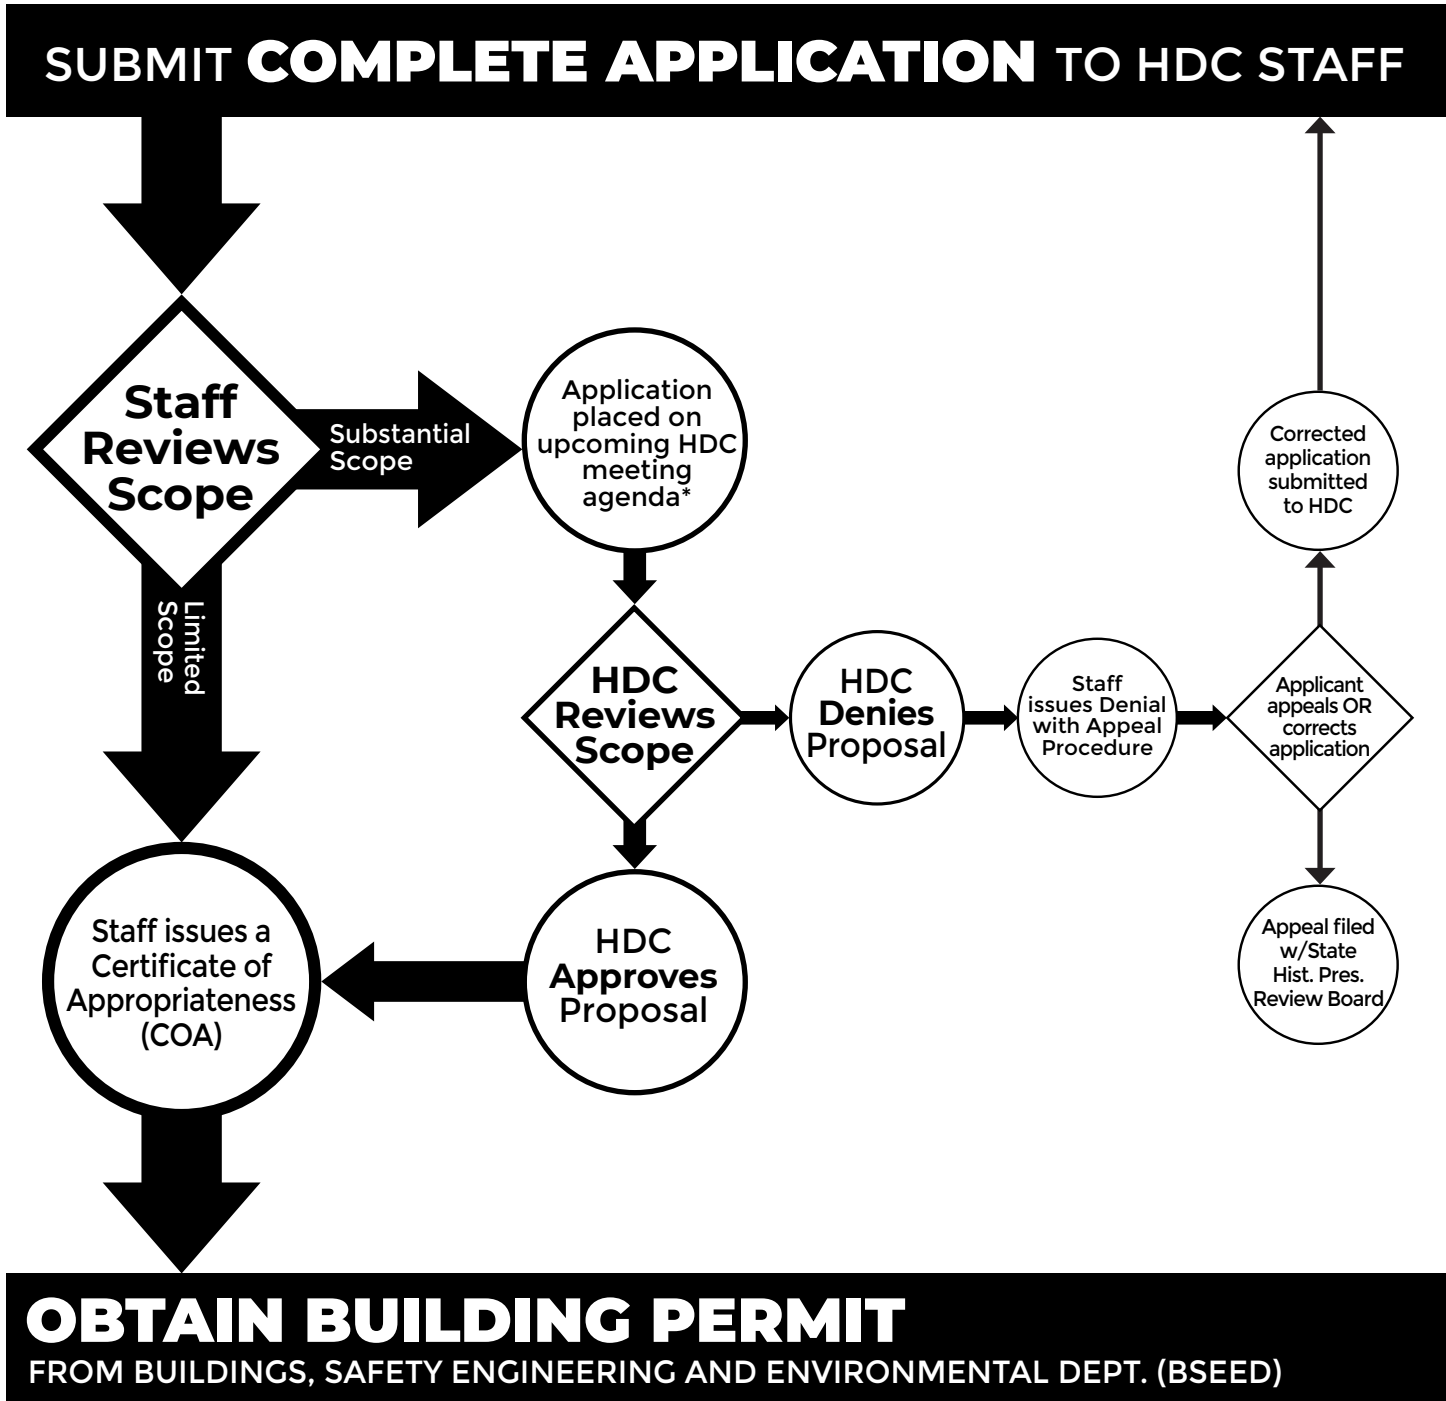 SUBMIT COMPLETE APPLICATION TO HDC STAFF
Staff
Reviews
Scope
Substantial
Scope
Application
placed on
upcoming HDC
meeting
agenda*
Limited
Scope
HDC
Reviews
Scope
HDC
Denies
Proposal
Staff
issues Denial
with Appeal
Procedure
Applicant
appeals OR
corrects
application
Corrected
application
submitted
to HDC
Appeal filed
w/State
Hist. Pres.
Review Board
HDC
Approves
Proposal
Staff issues a
Certificate of
Appropriateness
(COA)
OBTAIN BUILDING PERMIT
FROM BUILDINGS, SAFETY ENGINEERING AND ENVIRONMENTAL DEPT. (BSEED)